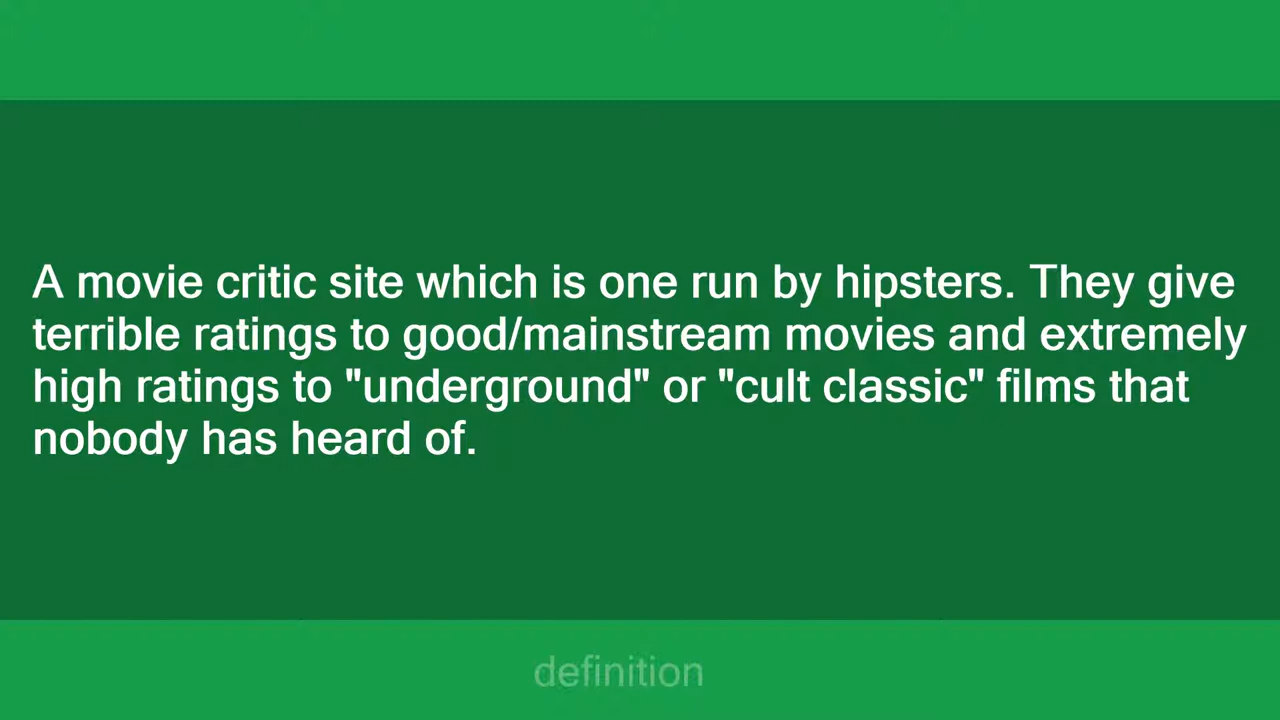 A movie critic site which is one run by hipsters. They give
terrible ratings to good/mainstream movies and extremely
high ratings to "underground" or "cult classic" films that
nobody has heard of.
definition